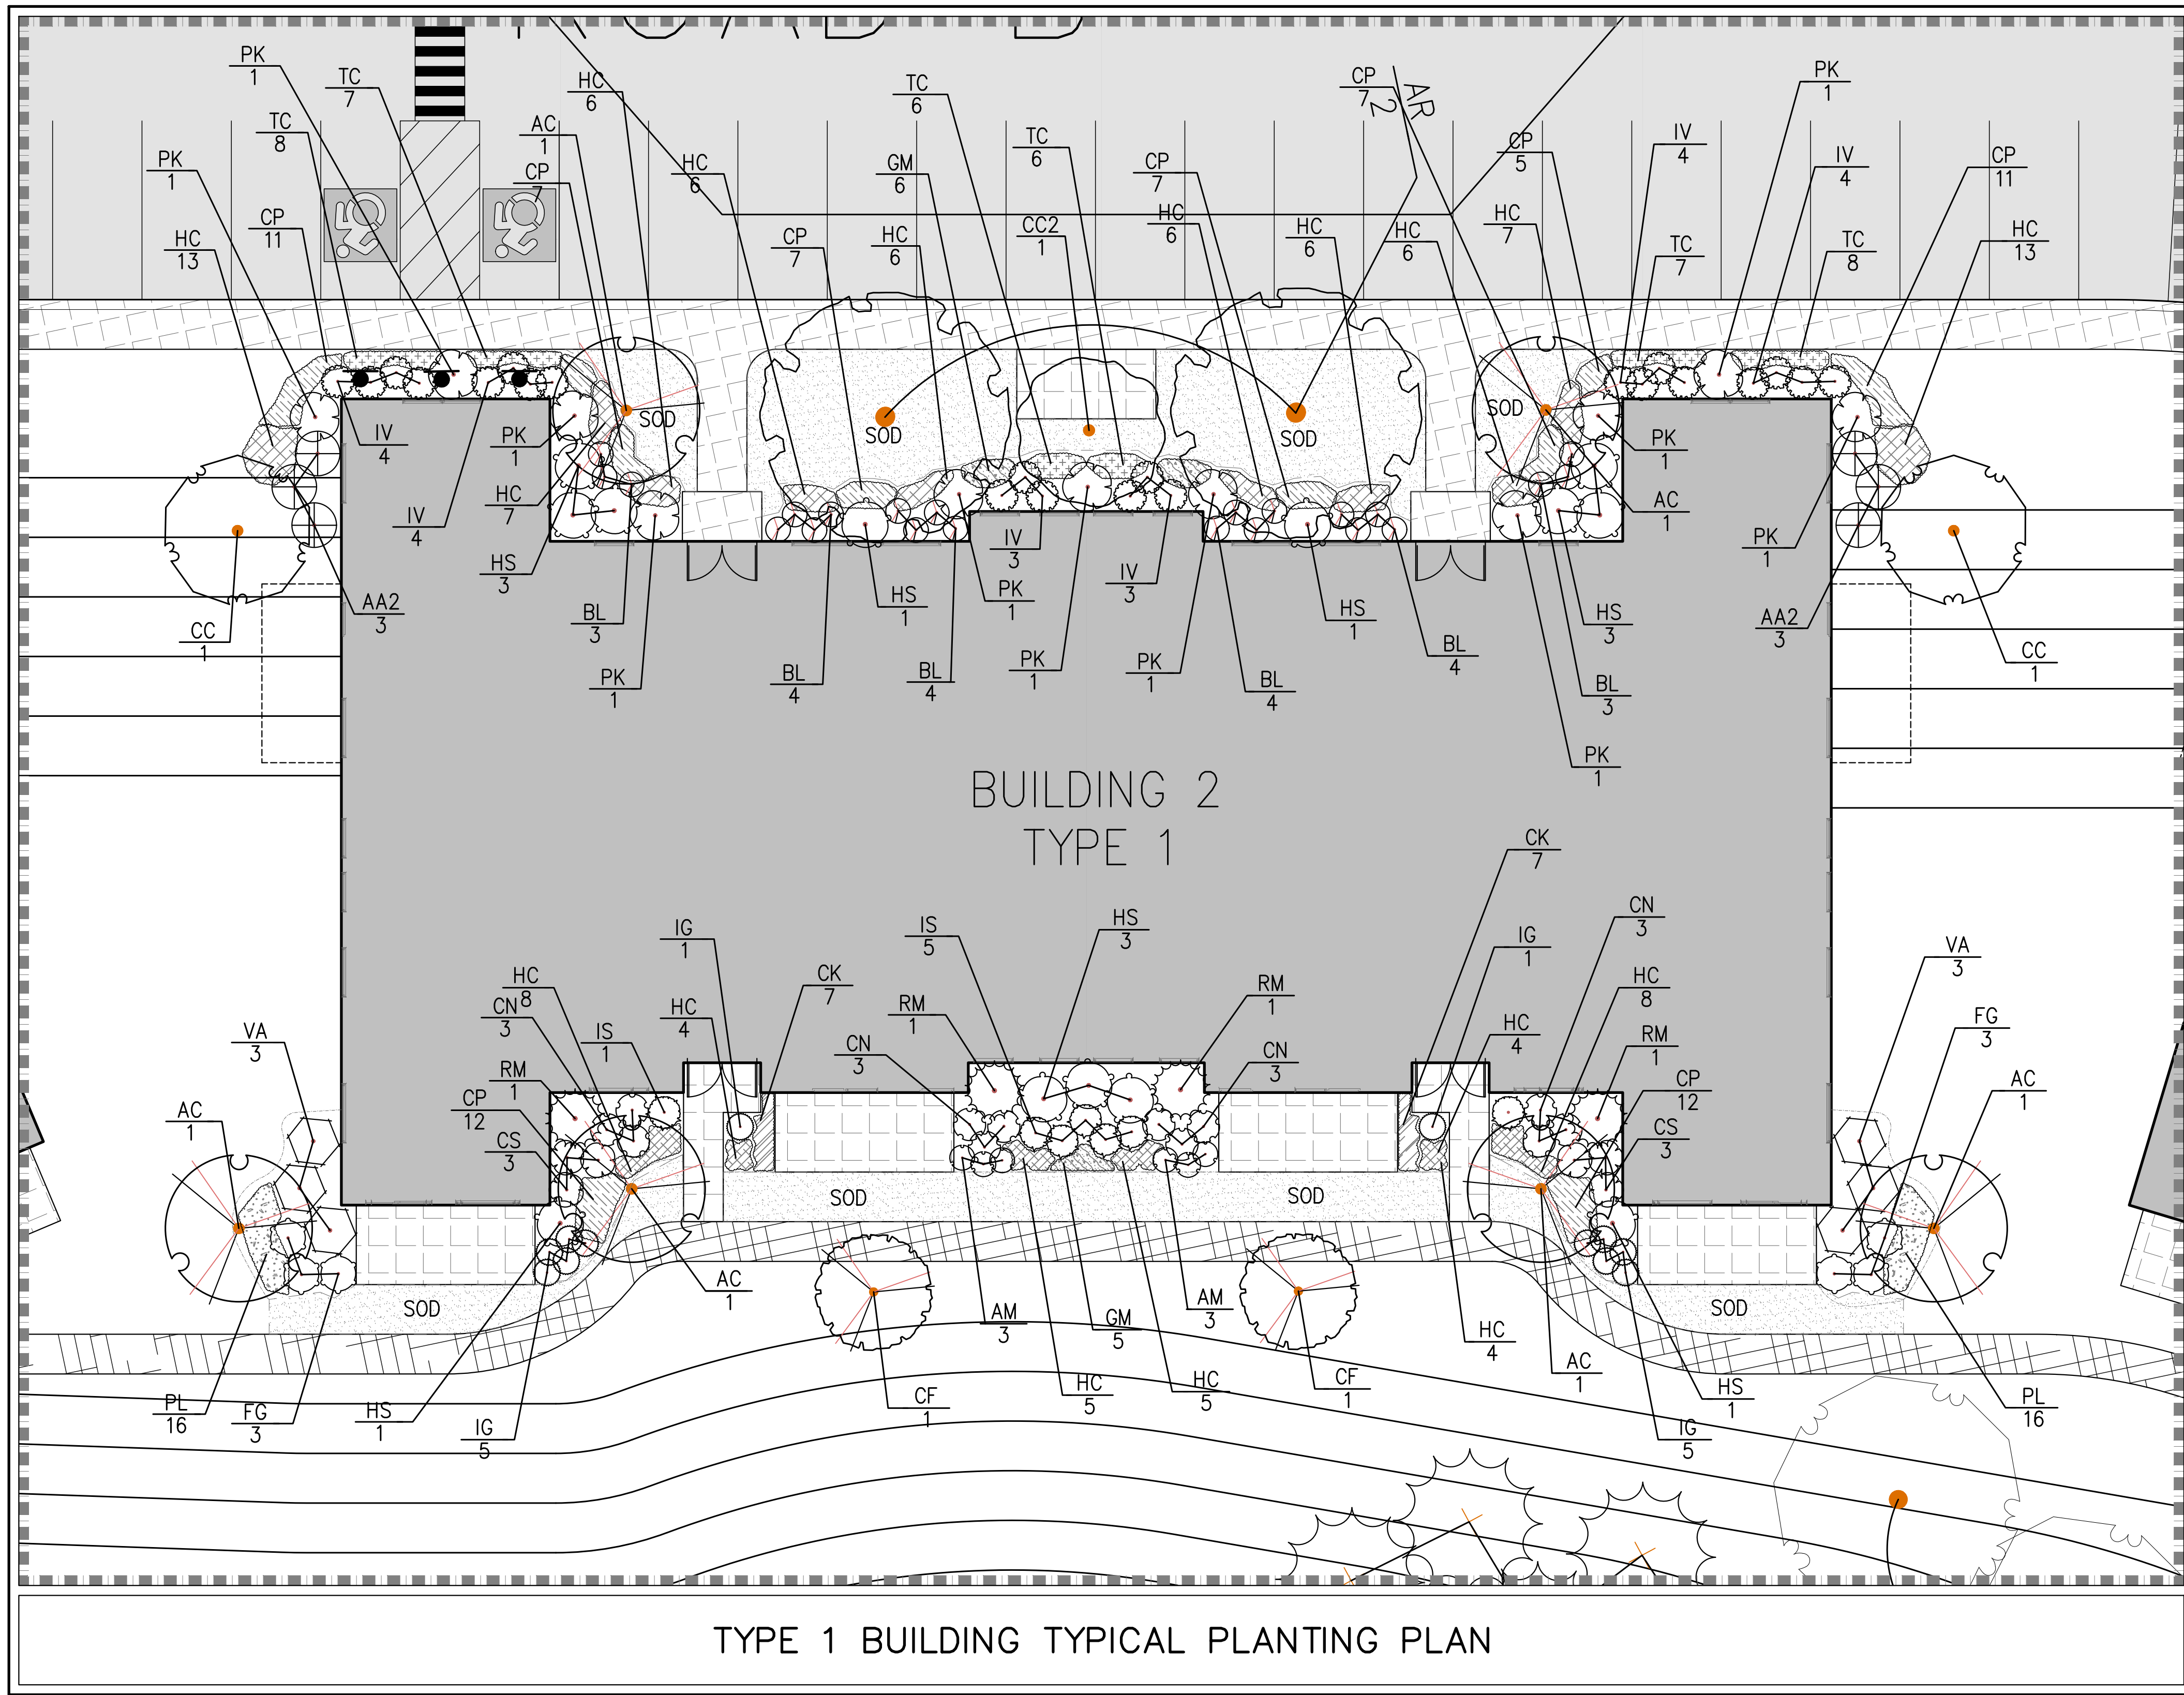 PK
1
TC
7
HC
6
TC
6
CP
7
AR
2
PK
1
TC
8
AC
1
TC
6
CP
5
IV
4
PK
1
CP
7
HC
6
GM
6
CP
7
IV
4
CP
11
CP
11
HC
13
CP
7
HC
6
CC2
1
HC
6
HC
6
HC
6
HC
7
TC
7
TC
8
HC
13
SOD
SOD
SOD
SOD
IV
4
PK
1
PK
1
HC
7
IV
4
AC
1
IV
3
PK
1
HS
3
IV
3
AA2
3
BL
3
HS
1
PK
1
HS
1
HS
3
AA2
3
CC
1
PK
1
BL
4
BL
4
PK
1
PK
1
BL
4
BL
4
BL
3
CC
1
PK
1
BUILDING 2
TYPE 1
CK
7
IG
1
IS
5
HS
3
CN
3
IG
1
VA
3
HC
8
CK
7
RM
1
RM
1
HC
8
CN
3
HC
4
FG
3
VA
3
IS
1
CN
3
CN
3
HC
4
RM
1
RM
1
CP
12
CP
12
AC
1
AC
1
CS
3
CS
3
SOD
SOD
AC
1
SOD
SOD
AM
3
GM
5
AM
3
HC
4
AC
1
PL
16
FG
3
HS
1
IG
5
CF
1
HC
5
HC
5
CF
1
HS
1
IG
5
PL
16
TYPE 1 BUILDING TYPICAL PLANTING PLAN